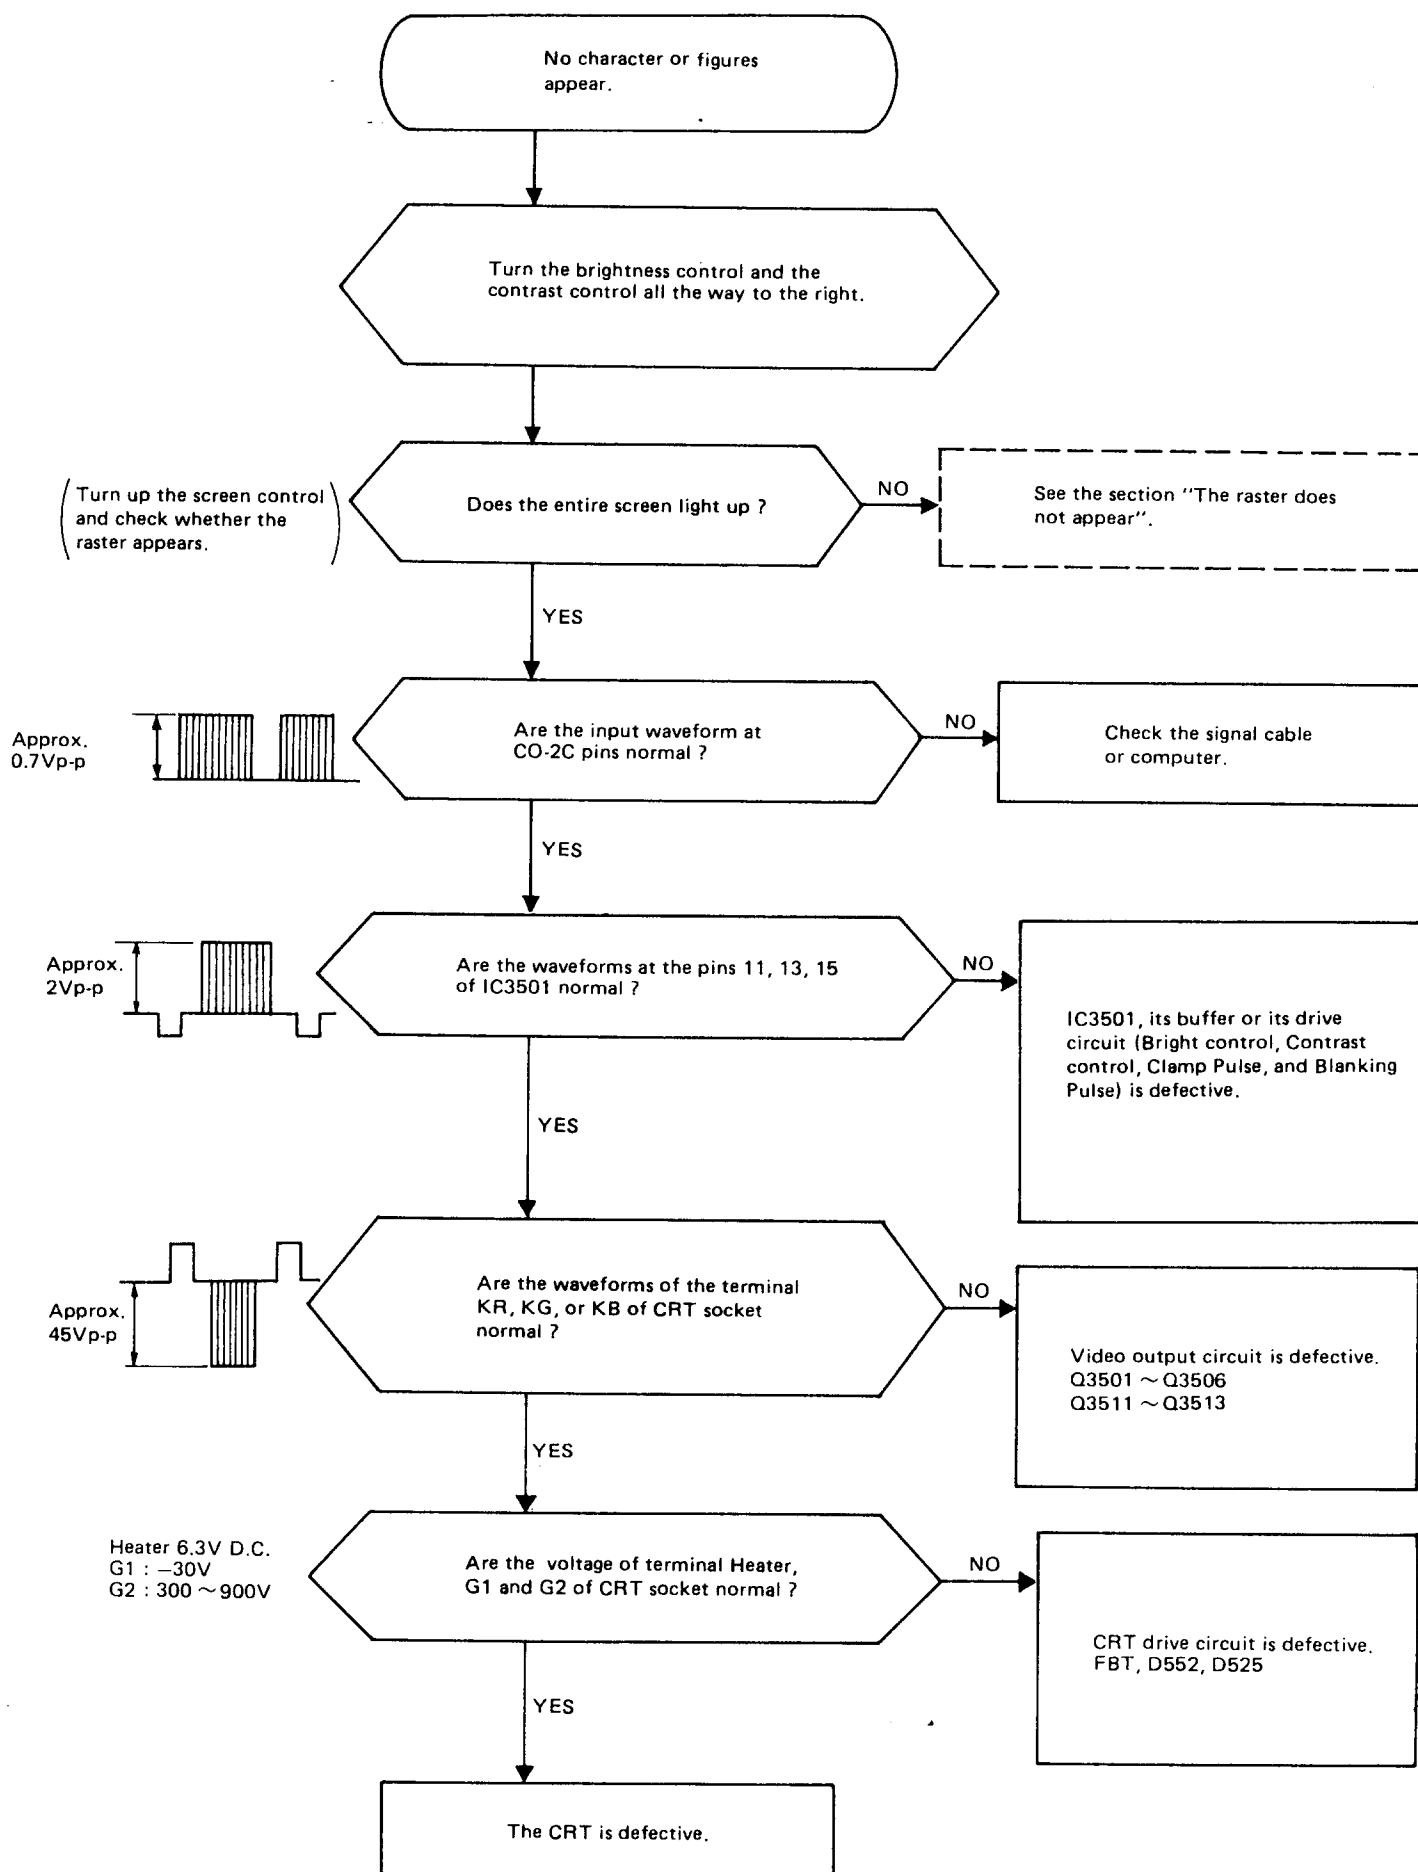 No character or figures
appear.
Turn the brightness control and the
contrast control all the way to the right.
Turn up the screen control
and check whether the
raster appears.
Does the entire screen light up ?
NO
See the section "The raster does
not appear".
YES
Approx.
0.7Vp-p
Are the input waveform at
CO-2C pins normal ?
NO
Check the signal cable
or computer.
YES
Approx.
2Vp-p
Are the waveforms at the pins 11, 13, 15
of IC3501 normal ?
NO
IC3501, its buffer or its drive
circuit (Bright control, Contrast
control, Clamp Pulse, and Blanking
Pulse) is defective.
YES
Approx.
45Vp-p
Are the waveforms of the terminal
KR, KG, or KB of CRT socket
normal ?
NO
Video output circuit is defective.
Q3501 ~ Q3506
Q3511 ~ Q3513
YES
Heater 6.3V D.C.
G1 : −30V
G2 : 300 ~ 900V
Are the voltage of terminal Heater,
G1 and G2 of CRT socket normal ?
NO
CRT drive circuit is defective.
FBT, D552, D525
YES
The CRT is defective.